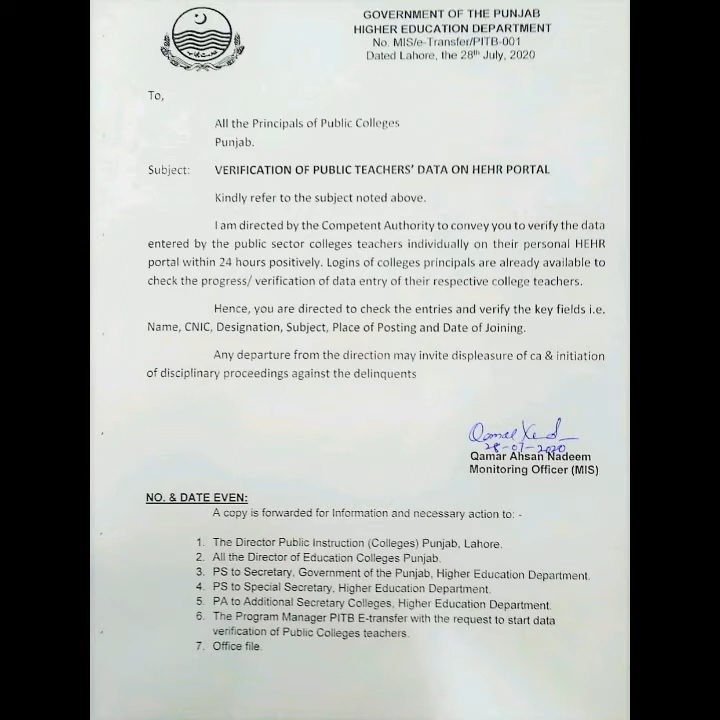 GOVERNMENT OF THE PUNJAB
HIGHER EDUCATION DEPARTMENT
No. MIS/e-Transfer/PITB-001
Dated Lahore, the 28th July, 2020
To,
All the Principals of Public Colleges
Punjab.
Subject: VERIFICATION OF PUBLIC TEACHERS' DATA ON HEHR PORTAL
Kindly refer to the subject noted above.
I am directed by the Competent Authority to convey you to verify the data
entered by the public sector colleges teachers individually on their personal HEHR
portal within 24 hours positively. Logins of colleges principals are already available to
check the progress/ verification of data entry of their respective college teachers.
Hence, you are directed to check the entries and verify the key fields i.e.
Name, CNIC, Designation, Subject, Place of Posting and Date of Joining.
Any departure from the direction may invite displeasure of ca & initiation
of disciplinary proceedings against the delinquents
28-07-2020
Qamar Ahsan Nadeem
Monitoring Officer (MIS)
NO. & DATE EVEN:
A copy is forwarded for Information and necessary action to: -
1. The Director Public Instruction (Colleges) Punjab, Lahore.
2. All the Director of Education Colleges Punjab.
3. PS to Secretary, Government of the Punjab, Higher Education Department.
4. PS to Special Secretary, Higher Education Department.
5. PA to Additional Secretary Colleges, Higher Education Department.
6. The Program Manager PITB E-transfer with the request to start data
verification of Public Colleges teachers.
7. Office file.